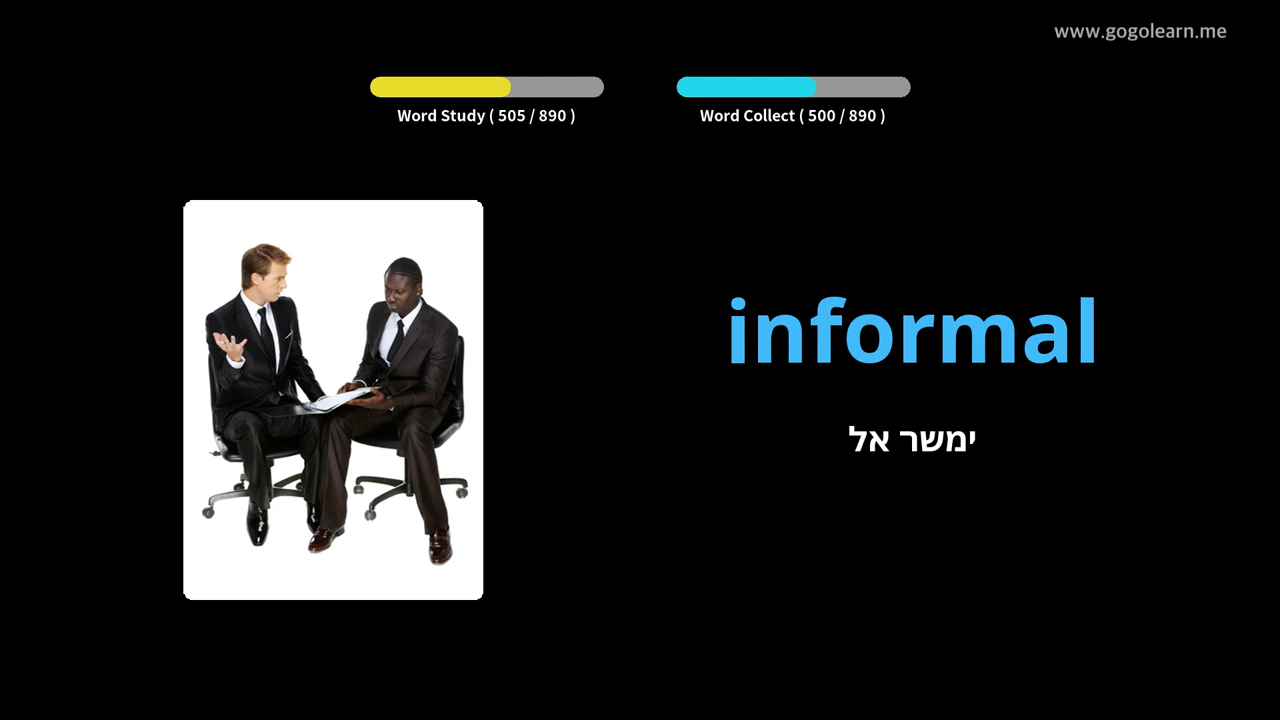 www.gogolearn.me
Word Study ( 505 / 890 )
Word Collect ( 500 / 890 )
informal
ימשר אל